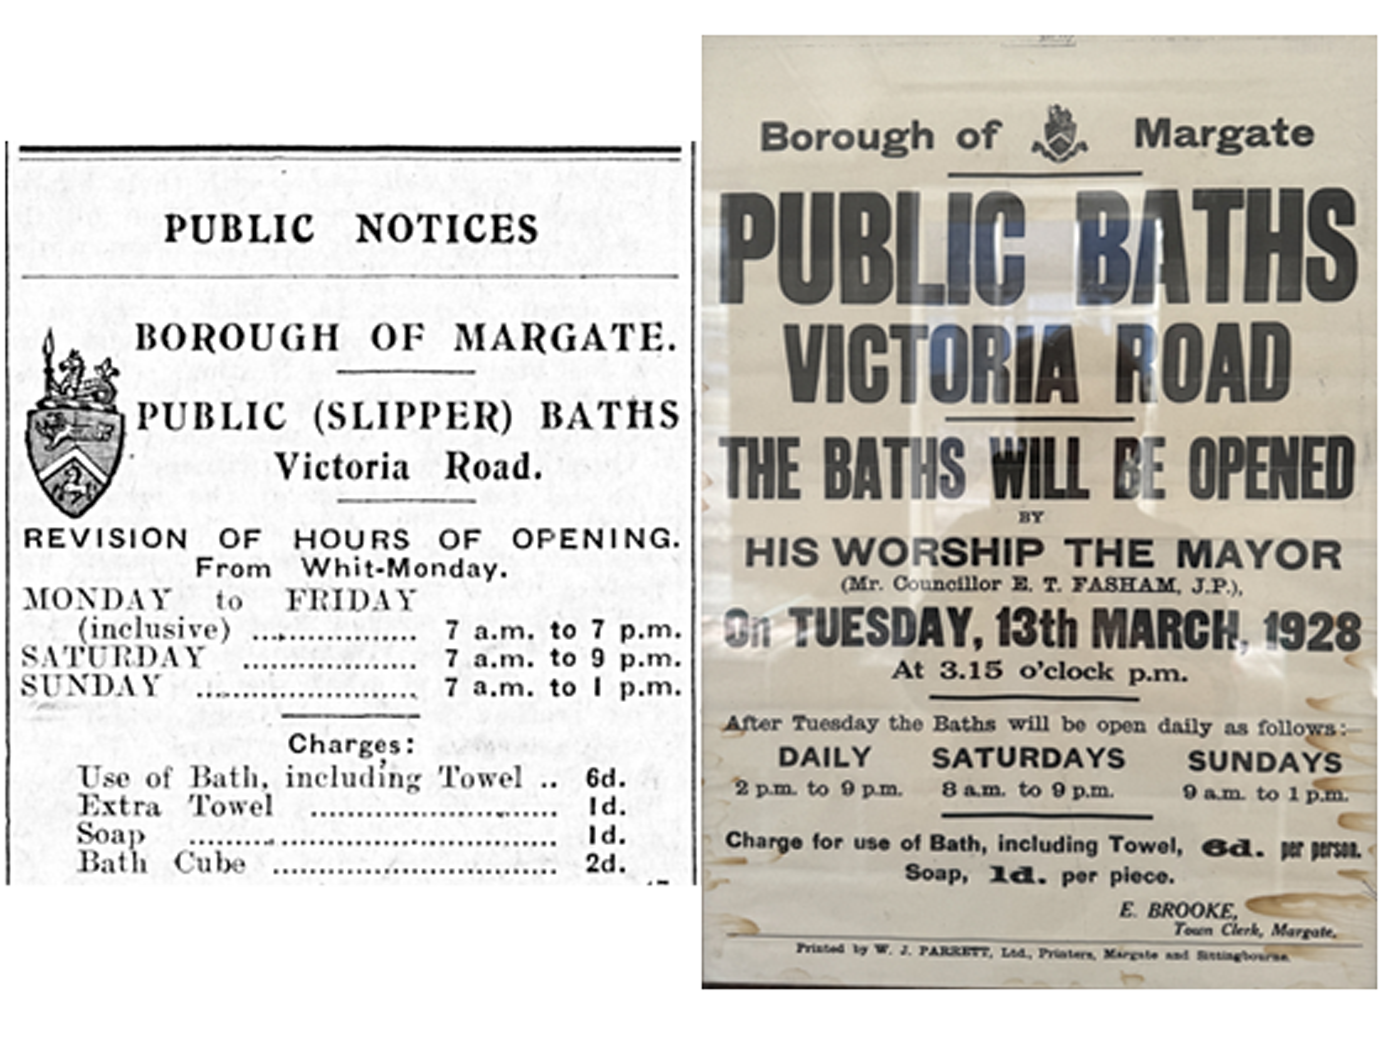 PUBLIC NOTICES
BOROUGH OF MARGATE.
PUBLIC (SLIPPER) BATHS
Victoria Road.
REVISION OF HOURS OF OPENING.
From Whit-Monday.
MONDAY to FRIDAY
(inclusive) ................ 7 a.m. to 7 p.m.
SATURDAY ................ 7 a.m. to 9 p.m.
SUNDAY ................ 7 a.m. to 1 p.m.
Charges:
Use of Bath, including Towel .. 6d.
Extra Towel ................ 1d.
Soap ................ 1d.
Bath Cube ................ 2d.
Borough of Margate
PUBLIC BATHS
VICTORIA ROAD
THE BATHS WILL BE OPENED
BY
HIS WORSHIP THE MAYOR
(Mr. Councillor E. T. FASHAM, J.P.),
On TUESDAY, 13th MARCH, 1928
At 3.15 o'clock p.m.
After Tuesday the Baths will be open daily as follows:—
DAILY SATURDAYS SUNDAYS
2 p.m. to 9 p.m. 8 a.m. to 9 p.m. 9 a.m. to 1 p.m.
Charge for use of Bath, including Towel, 6d. per person.
Soap, 1d. per piece.
E. BROOKE,
Town Clerk, Margate.
Printed by W. J. PARRETT, Ltd., Printers, Margate and Sittingbourne.